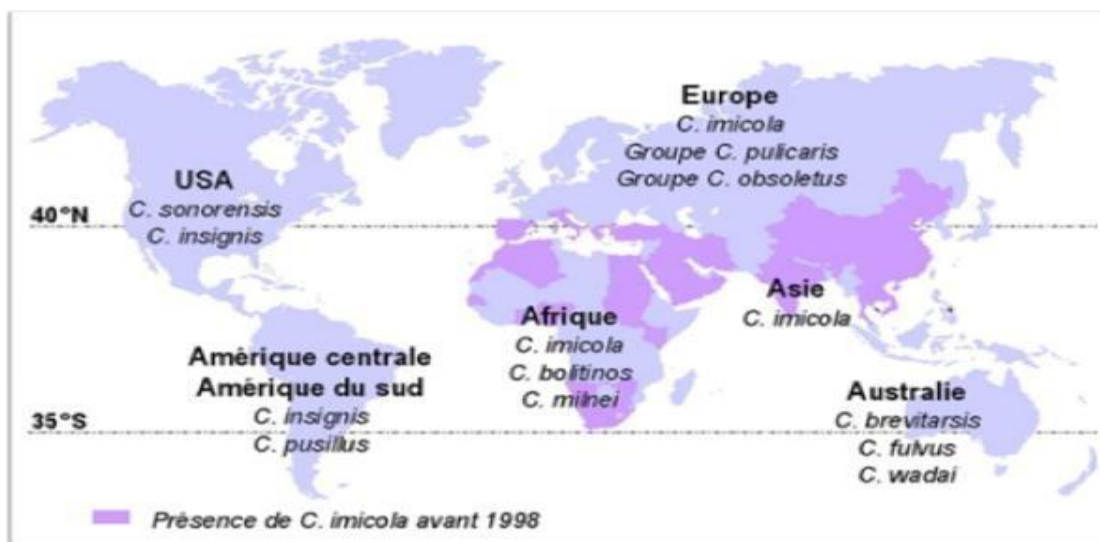 Europe
C. imicola
Groupe C. pulicaris
Groupe C. obsoletus
USA
C. sonorensis
C. insignis
40°N
Asie
C. imicola
Afrique
C. imicola
C. bolitinos
C. milnei
Amérique centrale
Amérique du sud
C. insignis
C. pusillus
Australie
C. brevitarsis
C. fulvus
C. wadai
35°S
Présence de C. imicola avant 1998